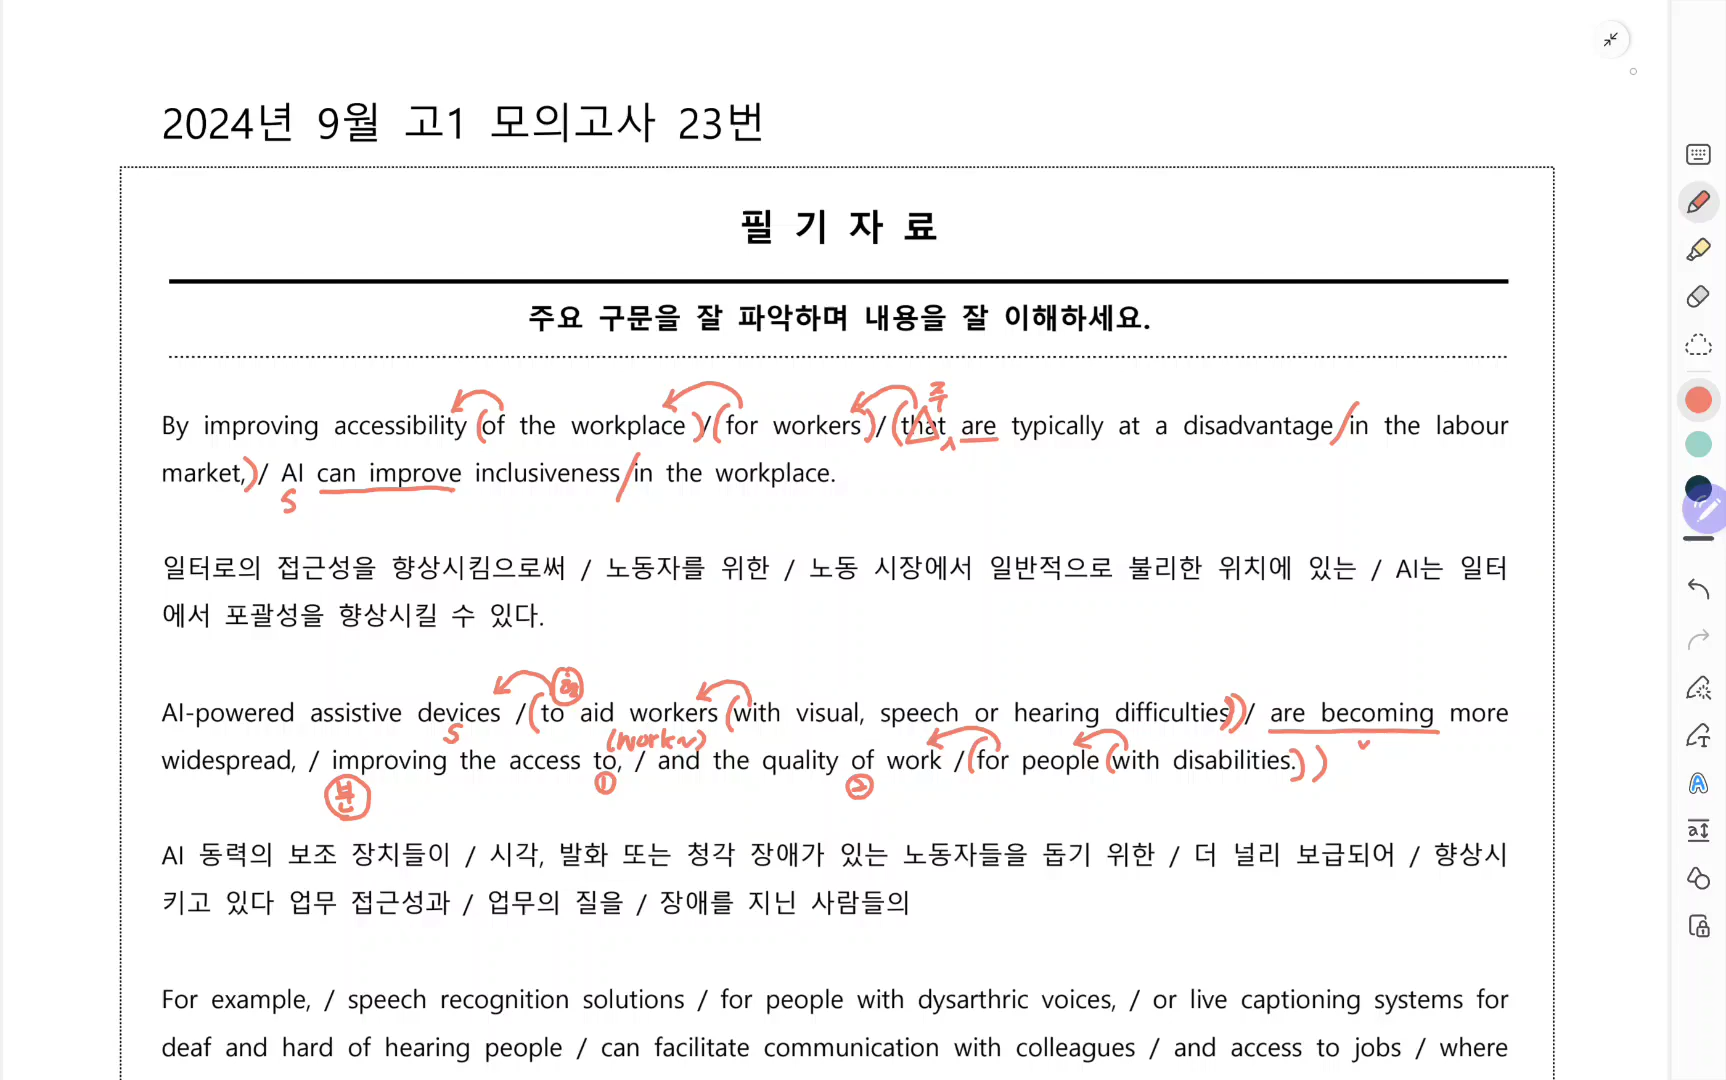 2024년 9월 고1 모의고사 23번
필 기 자 료
주요 구문을 잘 파악하며 내용을 잘 이해하세요.
주
By improving accessibility (of the workplace )/(for workers )/(that are typically at a disadvantage/in the labour
market,)/ AI can improve inclusiveness/in the workplace.
S
일터로의 접근성을 향상시킴으로써 / 노동자를 위한 / 노동 시장에서 일반적으로 불리한 위치에 있는 / AI는 일터
에서 포괄성을 향상시킬 수 있다.
AI-powered assistive devices /(to aid workers (with visual, speech or hearing difficulties))/ are becoming more
S (work) v
widespread, / improving the access to, / and the quality of work /(for people (with disabilities.))
분 ① ②
AI 동력의 보조 장치들이 / 시각, 발화 또는 청각 장애가 있는 노동자들을 돕기 위한 / 더 널리 보급되어 / 향상시
키고 있다 업무 접근성과 / 업무의 질을 / 장애를 지닌 사람들의
For example, / speech recognition solutions / for people with dysarthric voices, / or live captioning systems for
deaf and hard of hearing people / can facilitate communication with colleagues / and access to jobs / where